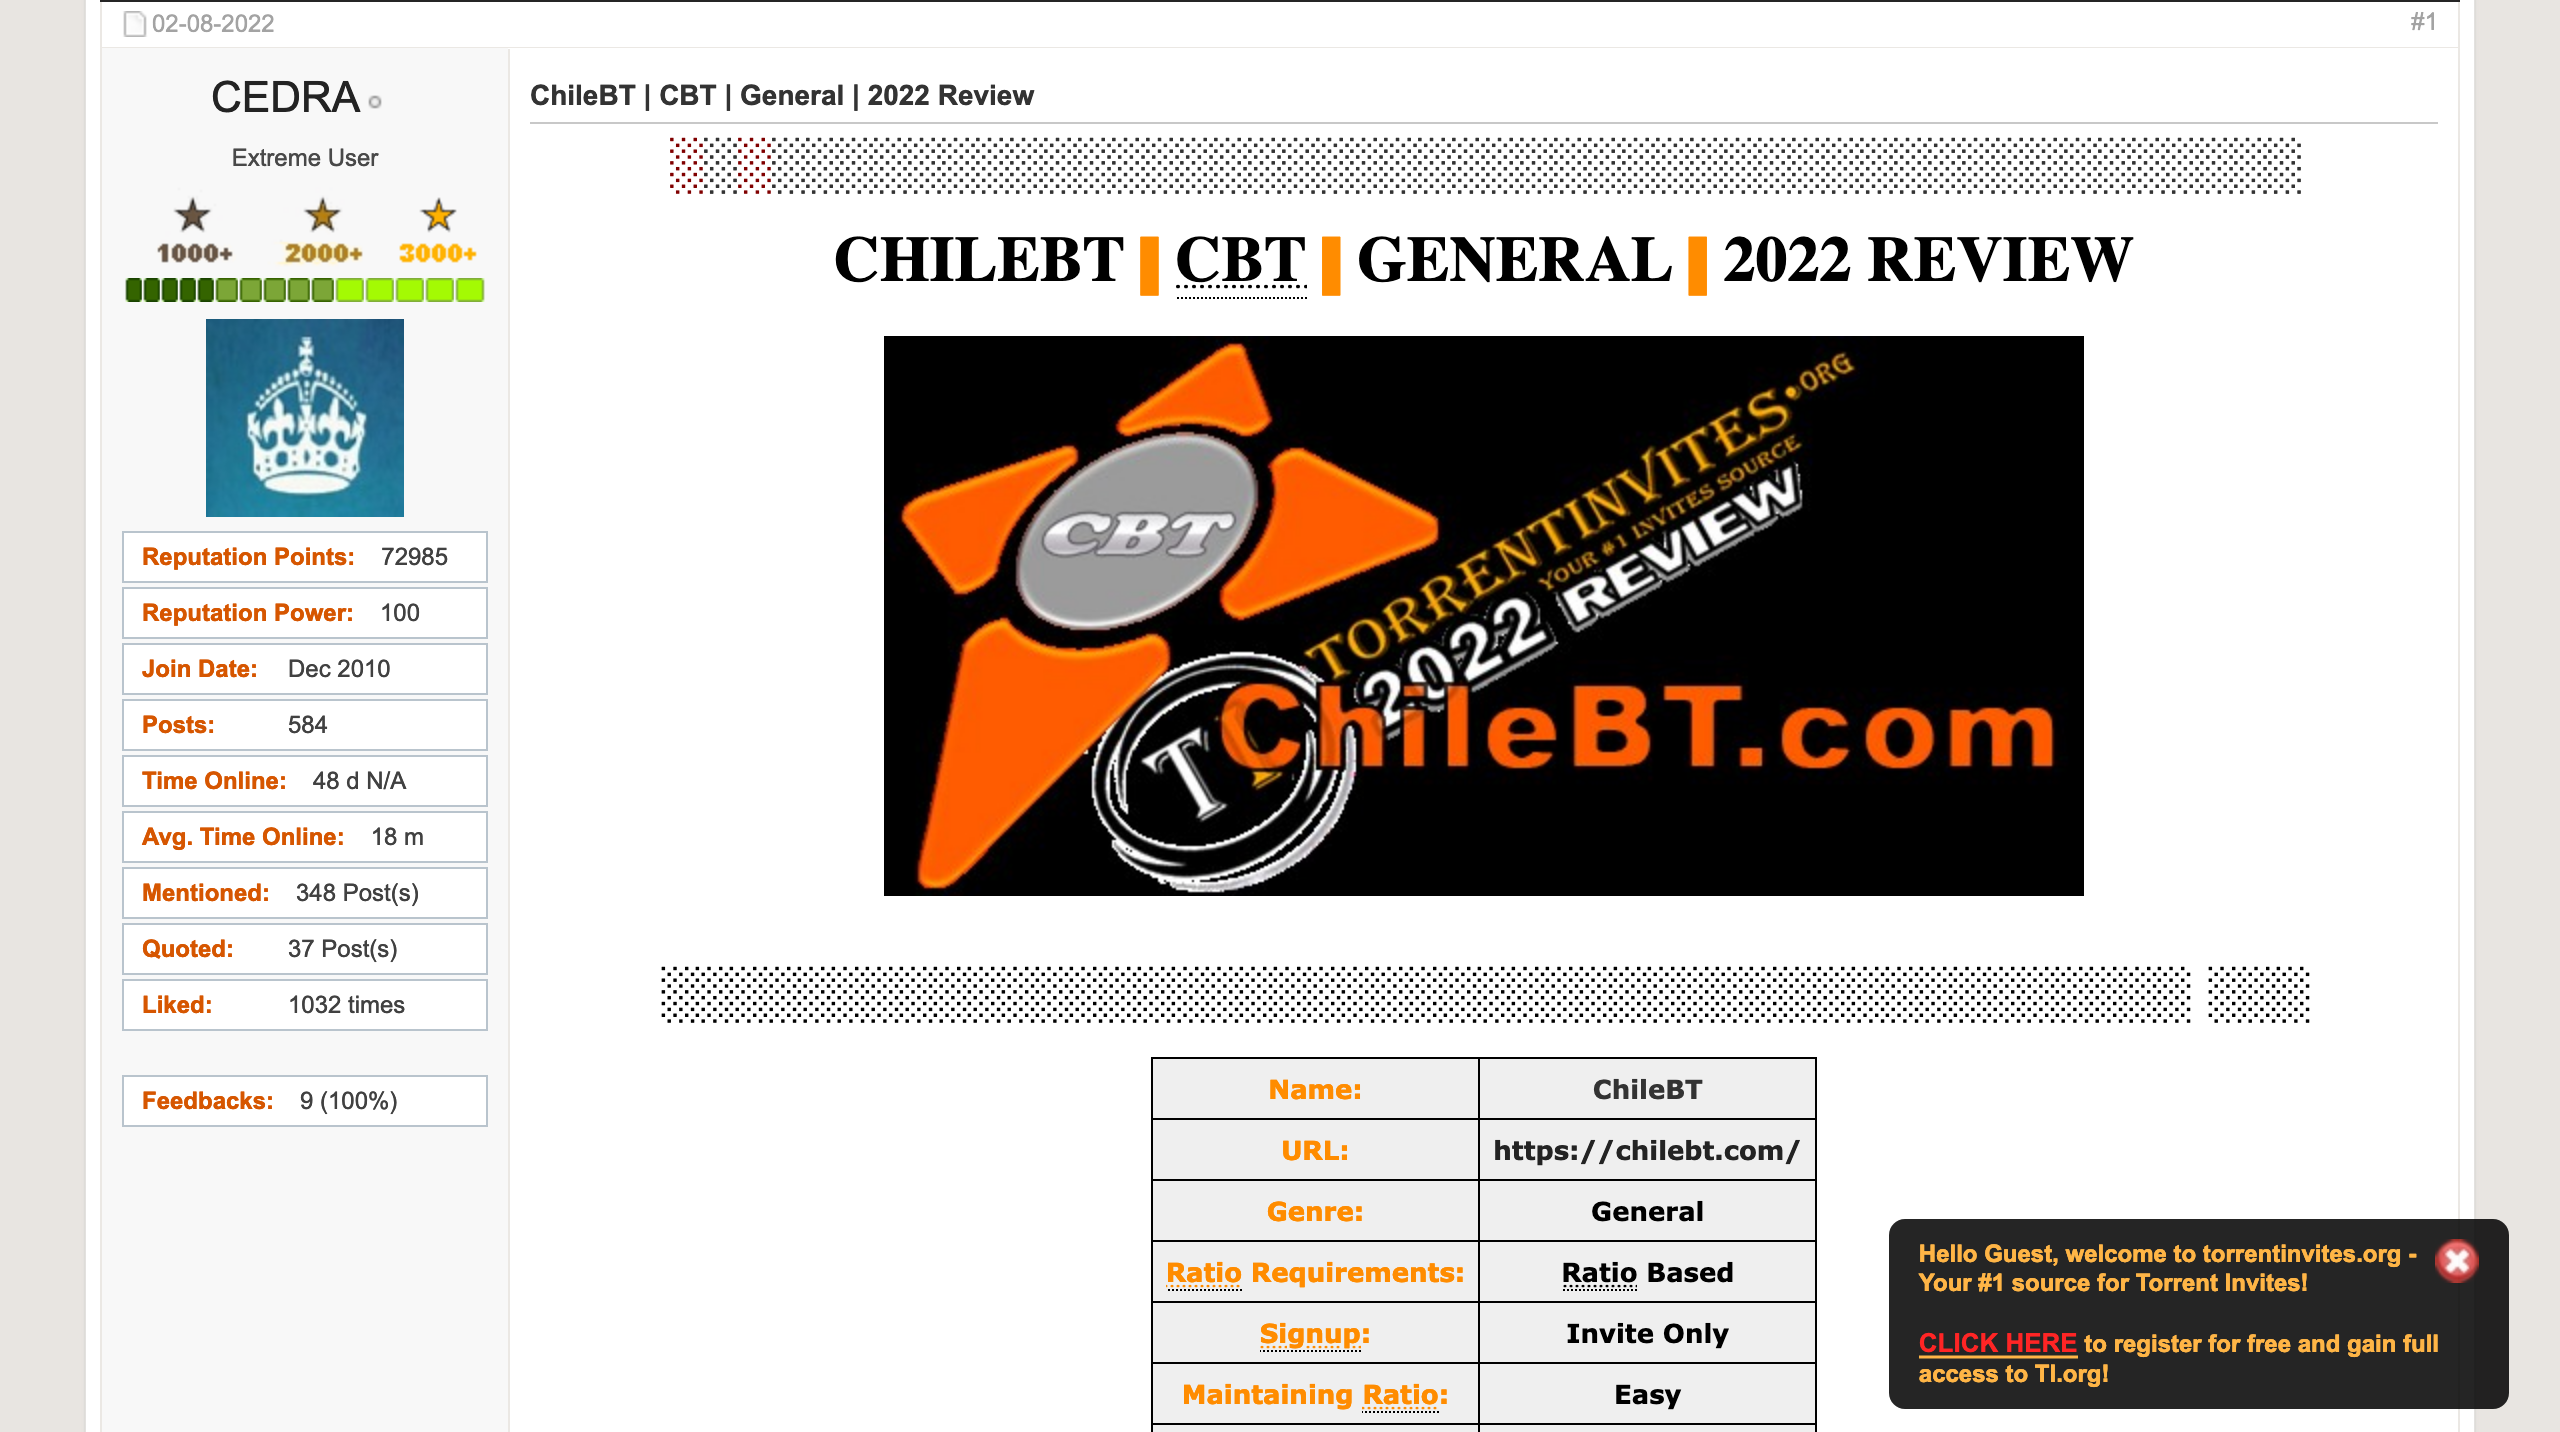 02-08-2022
#1
CEDRA
Extreme User
1000+ 2000+ 3000+
Reputation Points: 72985
Reputation Power: 100
Join Date: Dec 2010
Posts: 584
Time Online: 48 d N/A
Avg. Time Online: 18 m
Mentioned: 348 Post(s)
Quoted: 37 Post(s)
Liked: 1032 times
Feedbacks: 9 (100%)
ChileBT | CBT | General | 2022 Review
CHILEBT | CBT | GENERAL | 2022 REVIEW
CBT
TORRENTINVITES.ORG
YOUR #1 INVITES SOURCE
2022 REVIEW
TI
ChileBT.com
Name: ChileBT
URL: https://chilebt.com/
Genre: General
Ratio Requirements: Ratio Based
Signup: Invite Only
Maintaining Ratio: Easy
Hello Guest, welcome to torrentinvites.org -
Your #1 source for Torrent Invites!
CLICK HERE to register for free and gain full
access to TI.org!